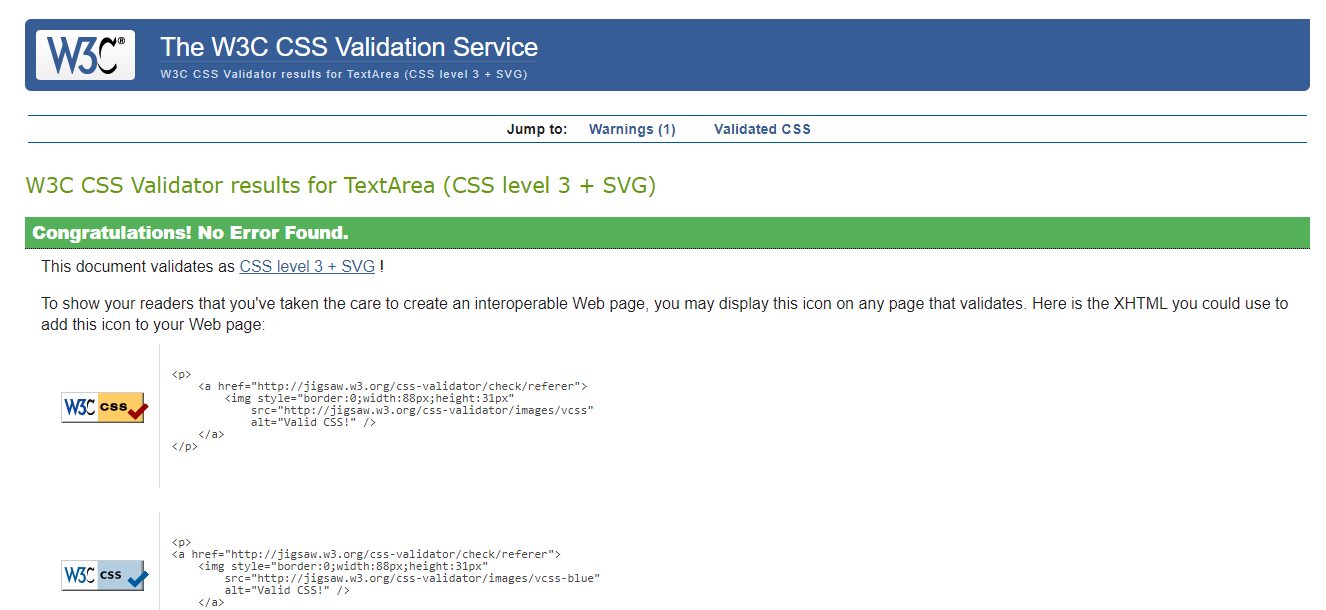 W3C®
The W3C CSS Validation Service
W3C CSS Validator results for TextArea (CSS level 3 + SVG)
Jump to: Warnings (1) Validated CSS
W3C CSS Validator results for TextArea (CSS level 3 + SVG)
Congratulations! No Error Found.
This document validates as CSS level 3 + SVG !
To show your readers that you've taken the care to create an interoperable Web page, you may display this icon on any page that validates. Here is the XHTML you could use to
add this icon to your Web page:
W3C css
<p>
    <a href="http://jigsaw.w3.org/css-validator/check/referer">
        <img style="border:0;width:88px;height:31px"
            src="http://jigsaw.w3.org/css-validator/images/vcss"
            alt="Valid CSS!" />
    </a>
</p>
W3C css
<p>
<a href="http://jigsaw.w3.org/css-validator/check/referer">
    <img style="border:0;width:88px;height:31px"
        src="http://jigsaw.w3.org/css-validator/images/vcss-blue"
        alt="Valid CSS!" />
    </a>